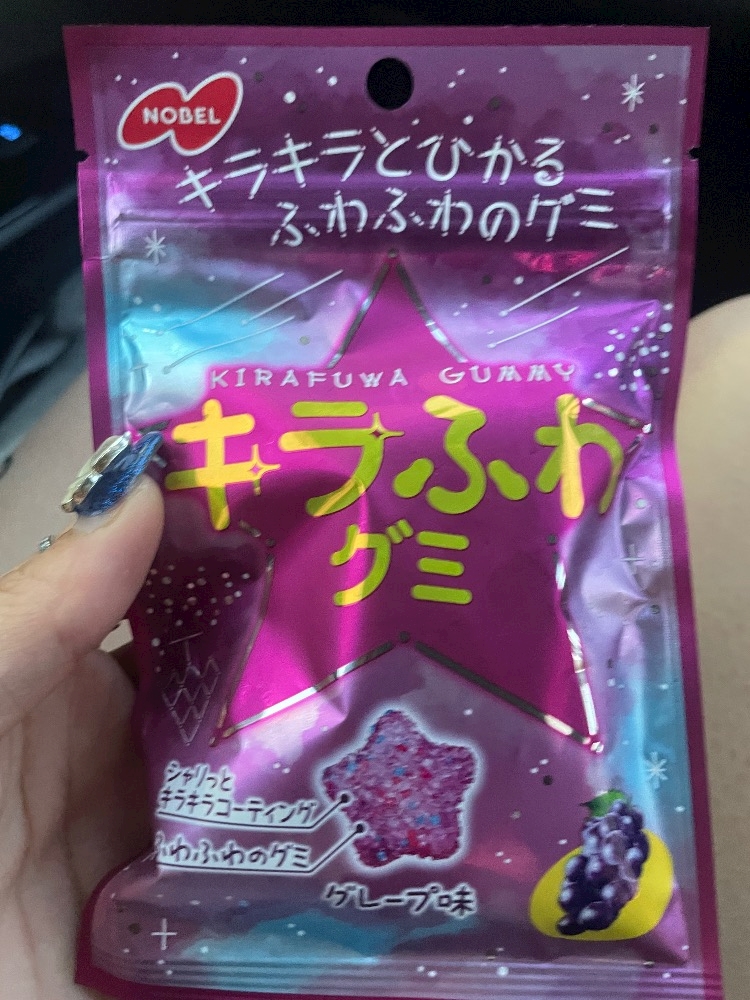 NOBEL
キラキラとひかる
ふわふわのグミ
KIRAFUWA GUMMY
キラふわ
グミ
シャリっと
キラキラコーティング
ふわふわのグミ
グレープ味